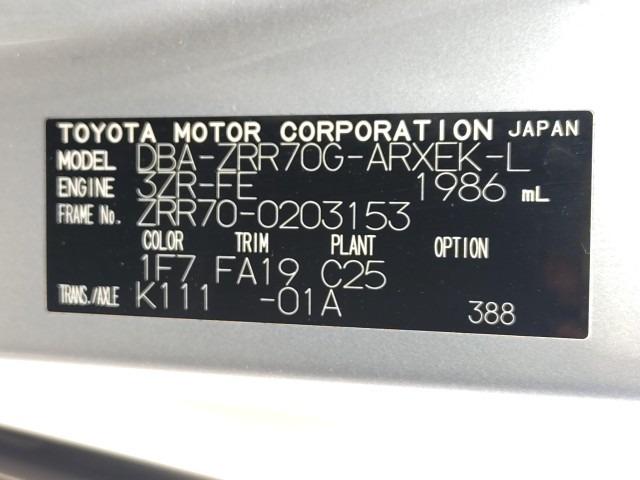 TOYOTA MOTOR CORPORATION JAPAN
MODEL DBA-ZRR70G-ARXEK-L
ENGINE 3ZR-FE 1986 mL
FRAME No. ZRR70-0203153
COLOR TRIM PLANT OPTION
1F7 FA19 C25
TRANS./AXLE K111 -01A 388